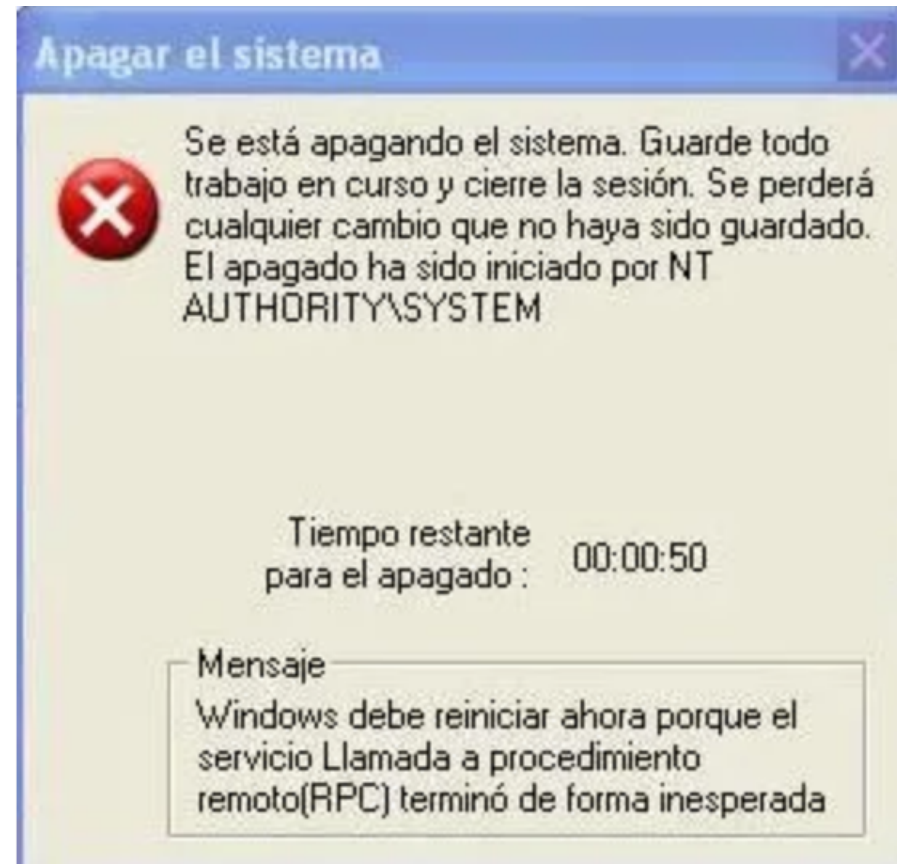 Apagar el sistema
Se está apagando el sistema. Guarde todo
trabajo en curso y cierre la sesión. Se perderá
cualquier cambio que no haya sido guardado.
El apagado ha sido iniciado por NT
AUTHORITY\SYSTEM
Tiempo restante
para el apagado : 00:00:50
Mensaje
Windows debe reiniciar ahora porque el
servicio Llamada a procedimiento
remoto(RPC) terminó de forma inesperada